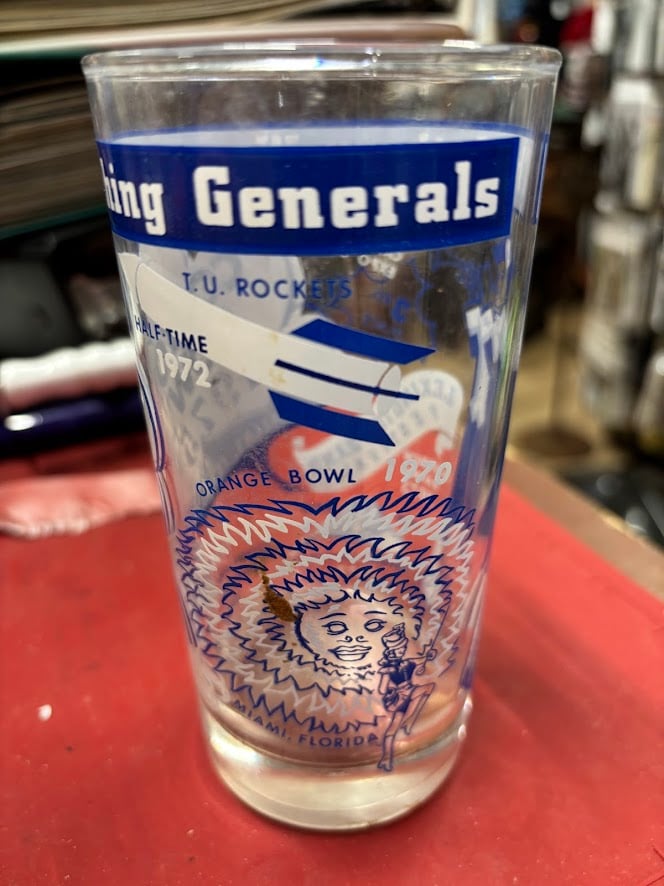 hing Generals
T.U. ROCKETS
HALF-TIME
1972
ORANGE BOWL 1970
MIAMI, FLORIDA